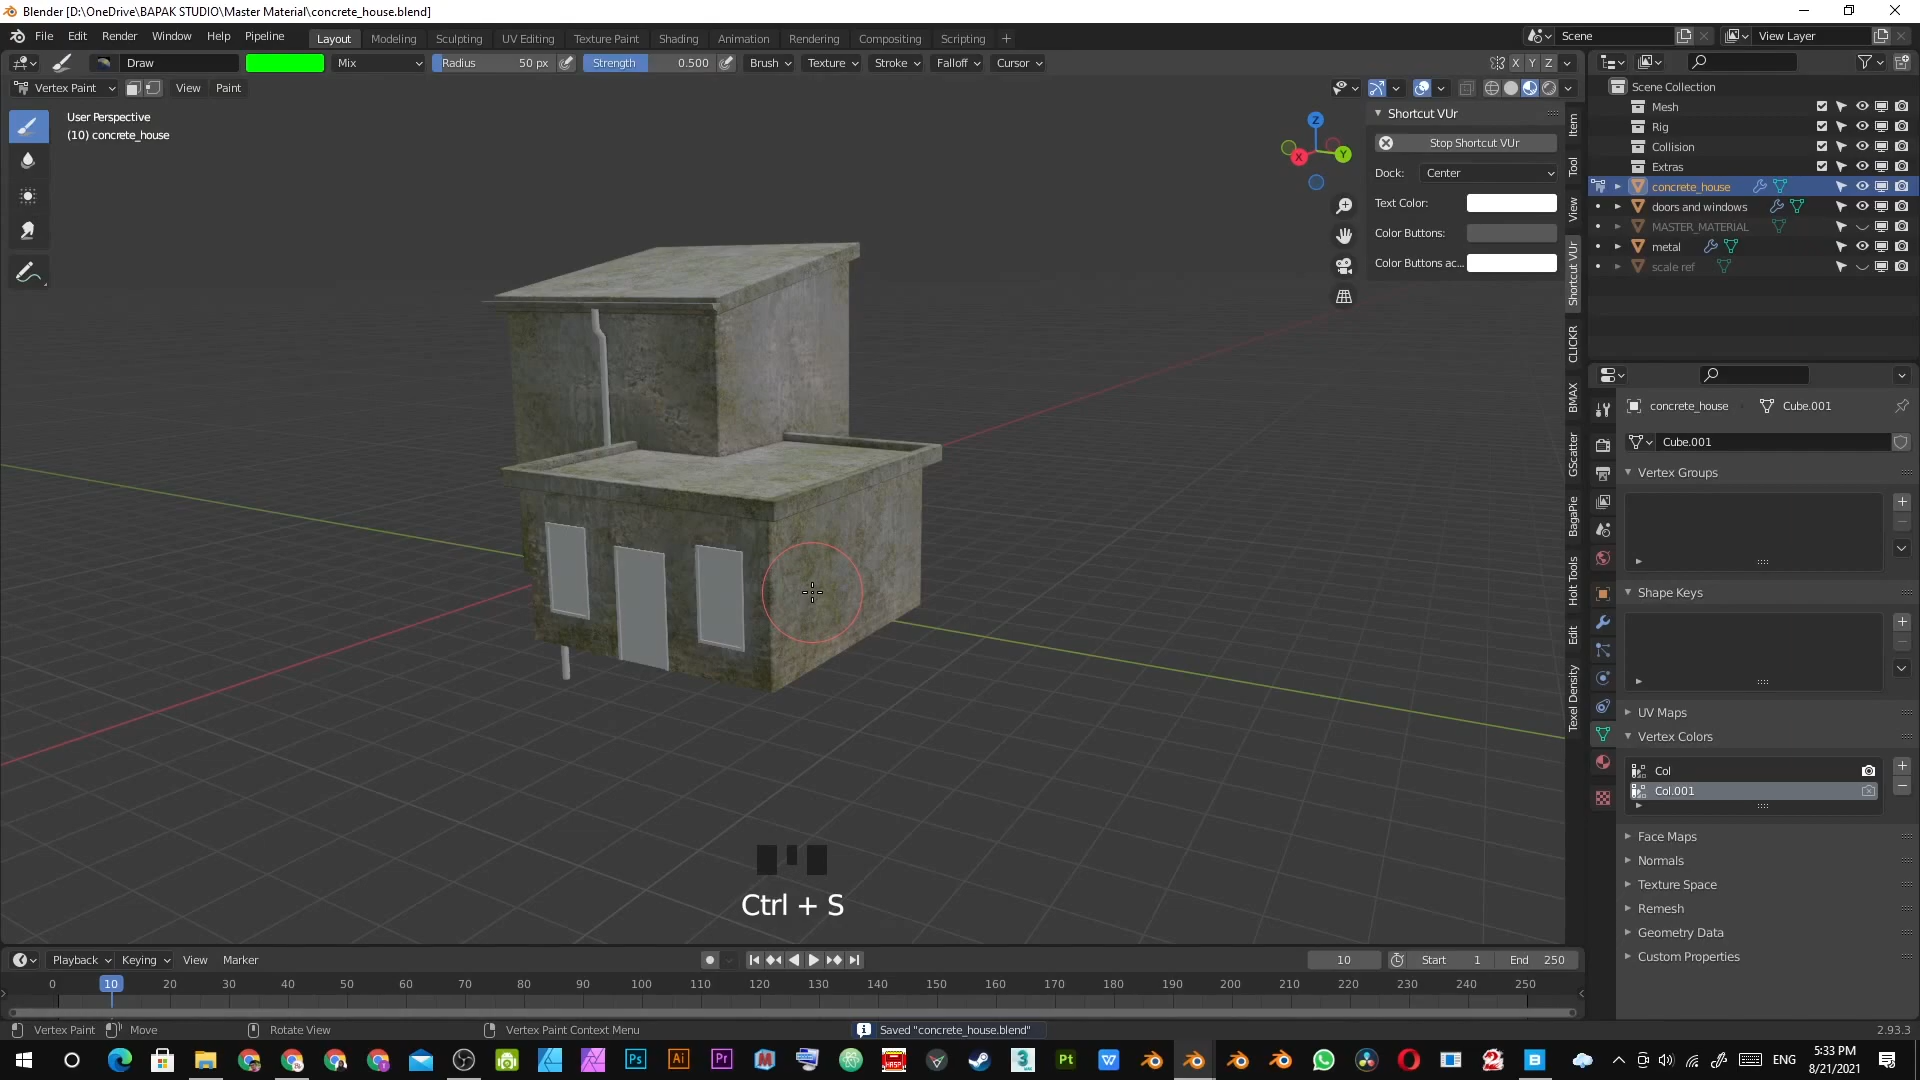 Blender [D:\OneDrive\BAPAK STUDIO\Master Material\concrete_house.blend]
File Edit Render Window Help Pipeline Layout Modeling Sculpting UV Editing Texture Paint Shading Animation Rendering Compositing Scripting + Scene View Layer
Draw Mix Radius 50 px Strength 0.500 Brush Texture Stroke Falloff Cursor X Y Z
Vertex Paint View Paint
User Perspective
(10) concrete_house
Z
Y
X
Shortcut VUr
Stop Shortcut VUr
Dock: Center
Text Color:
Color Buttons:
Color Buttons ac...
Item
Tool
View
Shortcut VUr
CLICKR
BMAX
GScatter
BagaPie
Holt Tools
Edit
Texel Density
Scene Collection
Mesh
Rig
Collision
Extras
concrete_house
doors and windows
MASTER_MATERIAL
metal
scale ref
concrete_house Cube.001
Cube.001
Vertex Groups
Shape Keys
UV Maps
Vertex Colors
Col
Col.001
Face Maps
Normals
Texture Space
Remesh
Geometry Data
Custom Properties
Ctrl + S
Playback Keying View Marker 10 Start 1 End 250
0 10 20 30 40 50 60 70 80 90 100 110 120 130 140 150 160 170 180 190 200 210 220 230 240 250
Vertex Paint Move Rotate View Vertex Paint Context Menu Saved "concrete_house.blend" 2.93.3
Ps Ai Pr Pt W B ENG 5:33 PM
8/21/2021